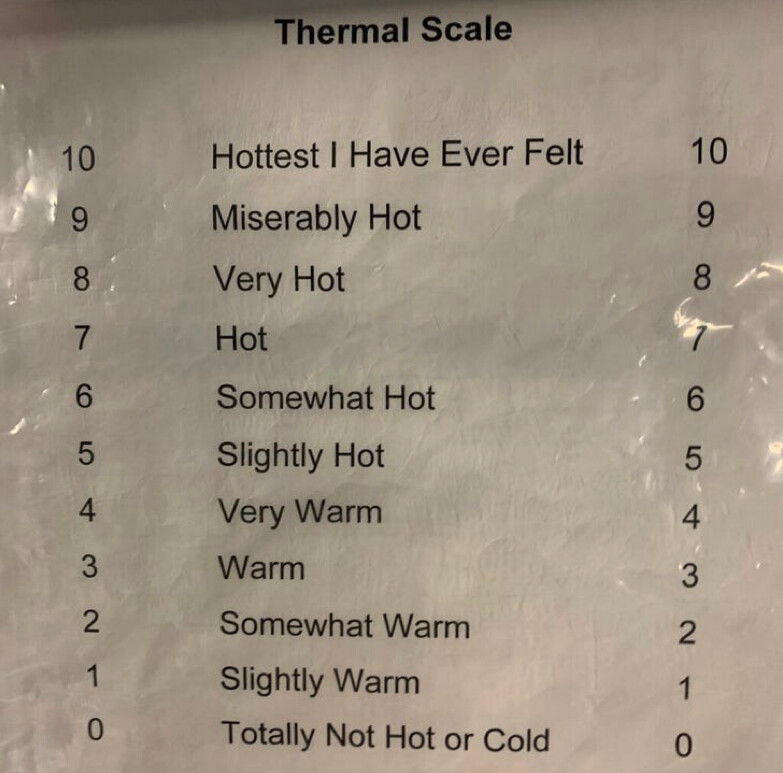 Thermal Scale
10 Hottest I Have Ever Felt 10
9 Miserably Hot 9
8 Very Hot 8
7 Hot 7
6 Somewhat Hot 6
5 Slightly Hot 5
4 Very Warm 4
3 Warm 3
2 Somewhat Warm 2
1 Slightly Warm 1
0 Totally Not Hot or Cold 0